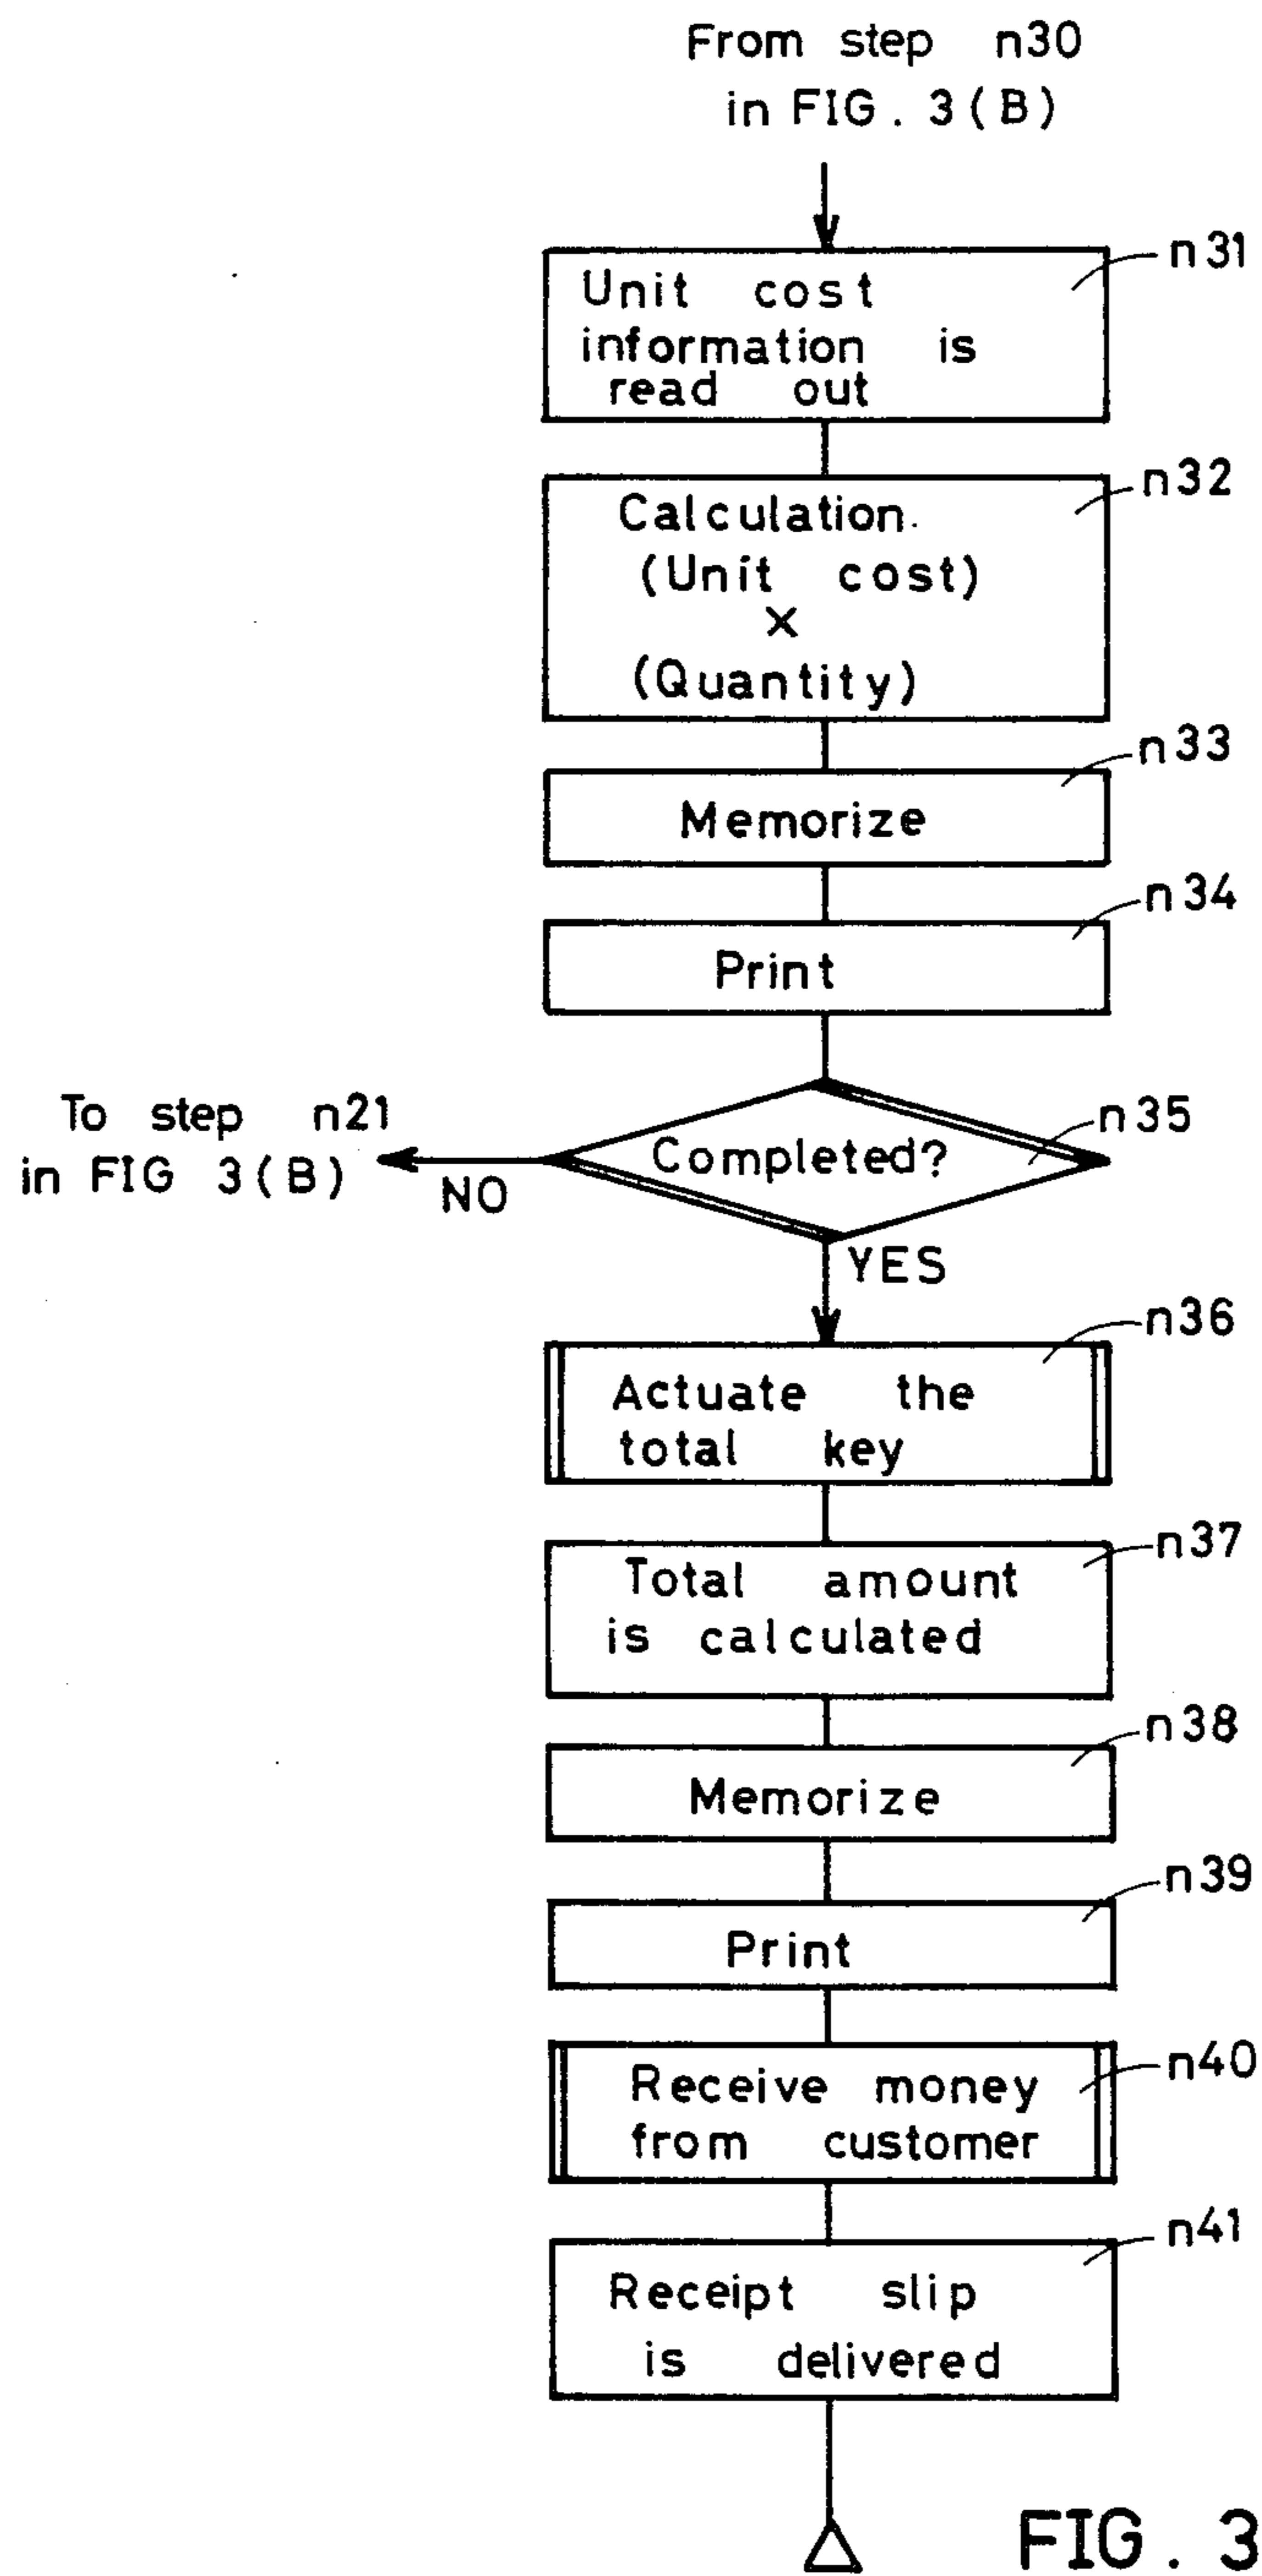 From step n30
in FIG. 3(B)
n31
Unit cost
information is
read out
n32
Calculation
(Unit cost)
×
(Quantity)
n33
Memorize
n34
Print
n35
Completed?
To step n21
in FIG 3(B)
NO
YES
n36
Actuate the
total key
n37
Total amount
is calculated
n38
Memorize
n39
Print
n40
Receive money
from customer
n41
Receipt slip
is delivered
FIG. 3